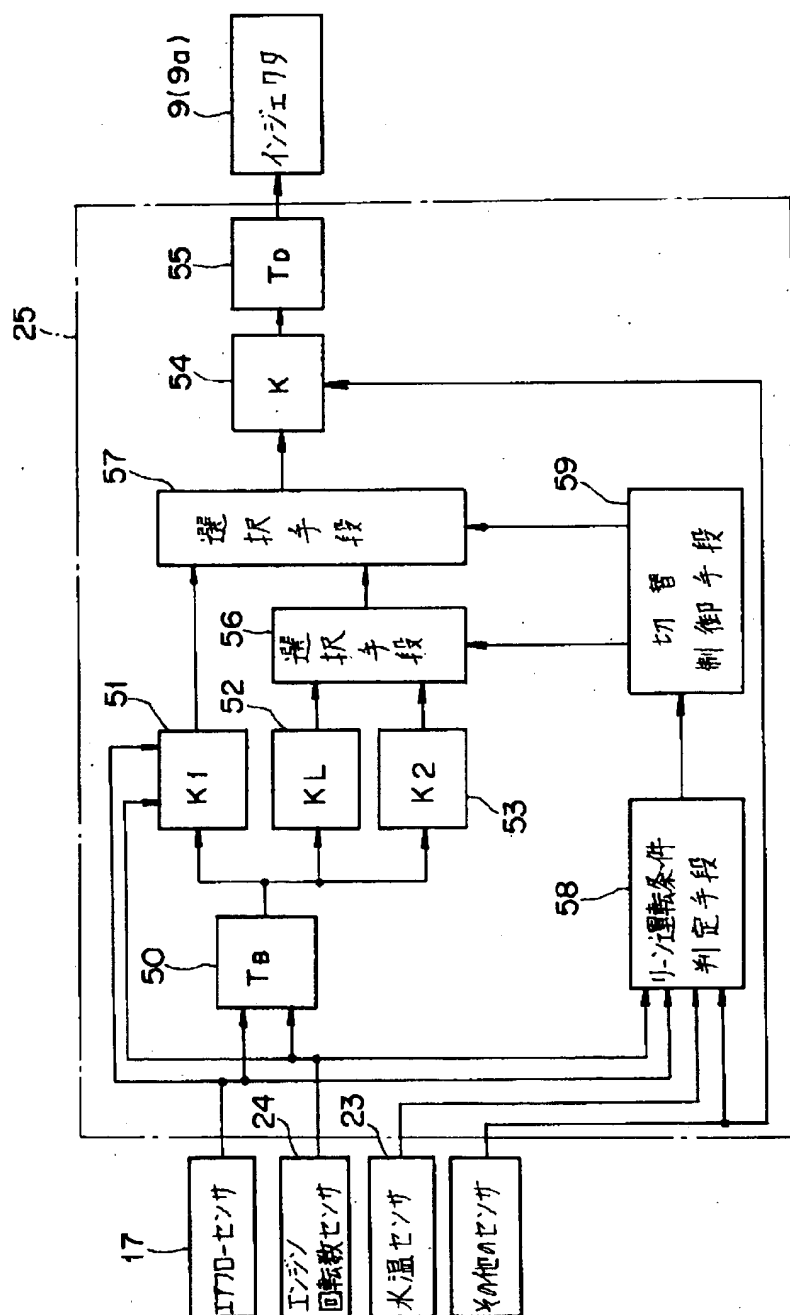 17
エアフローセンサ
24
エンジン
回転数センサ
23
水温センサ
その他のセンサ
25
50
TB
51
K1
52
KL
53
K2
56
選択手段
57
選択手段
54
K
55
TD
9(9a)
インジェクタ
58
リーン運転条件
判定手段
59
切替
制御手段